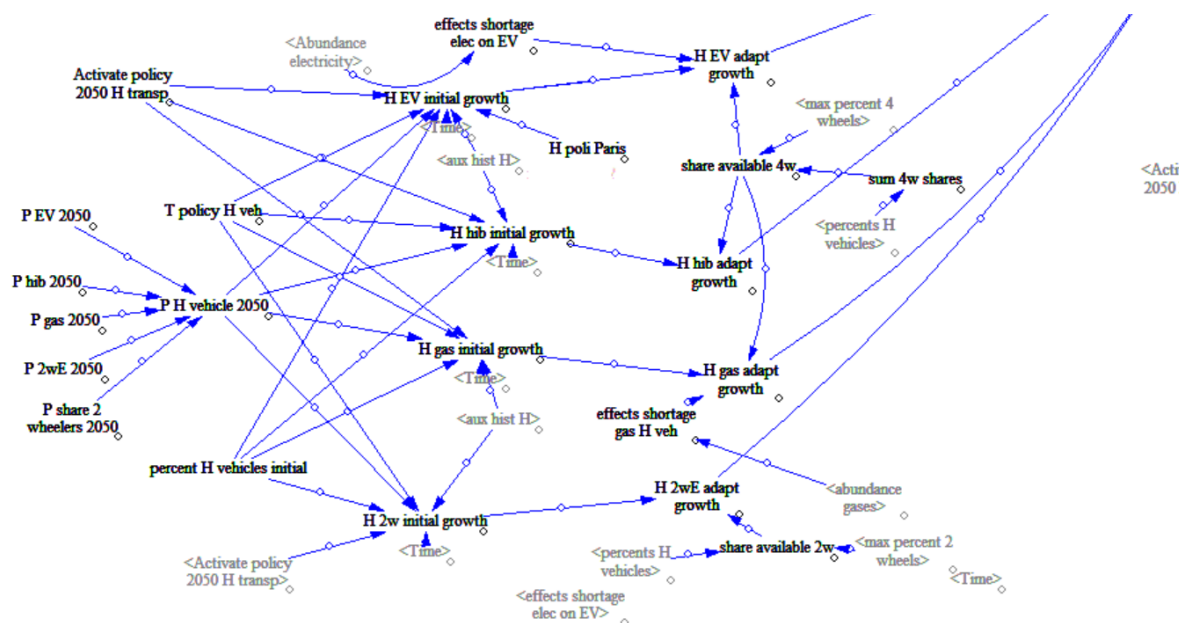 effects shortage
elec on EV
<Abundance
electricity>
H EV adapt
growth
Activate policy
2050 H transp
H EV initial growth
<max percent 4
wheels>
<Time>
H poli Paris
<aux hist H>
share available 4w
sum 4w shares
<Acti
2050
P EV 2050
T policy H veh
<percents H
vehicles>
H hib initial growth
<Time>
H hib adapt
growth
P hib 2050
P H vehicle 2050
P gas 2050
H gas initial growth
P 2wE 2050
<Time>
H gas adapt
growth
P share 2
wheelers 2050
<aux hist H>
effects shortage
gas H veh
percent H vehicles initial
H 2wE adapt
growth
<abundance
gases>
H 2w initial growth
<Activate policy
2050 H transp>
<Time>
<percents H
vehicles>
share available 2w
<max percent 2
wheels>
<Time>
<effects shortage
elec on EV>